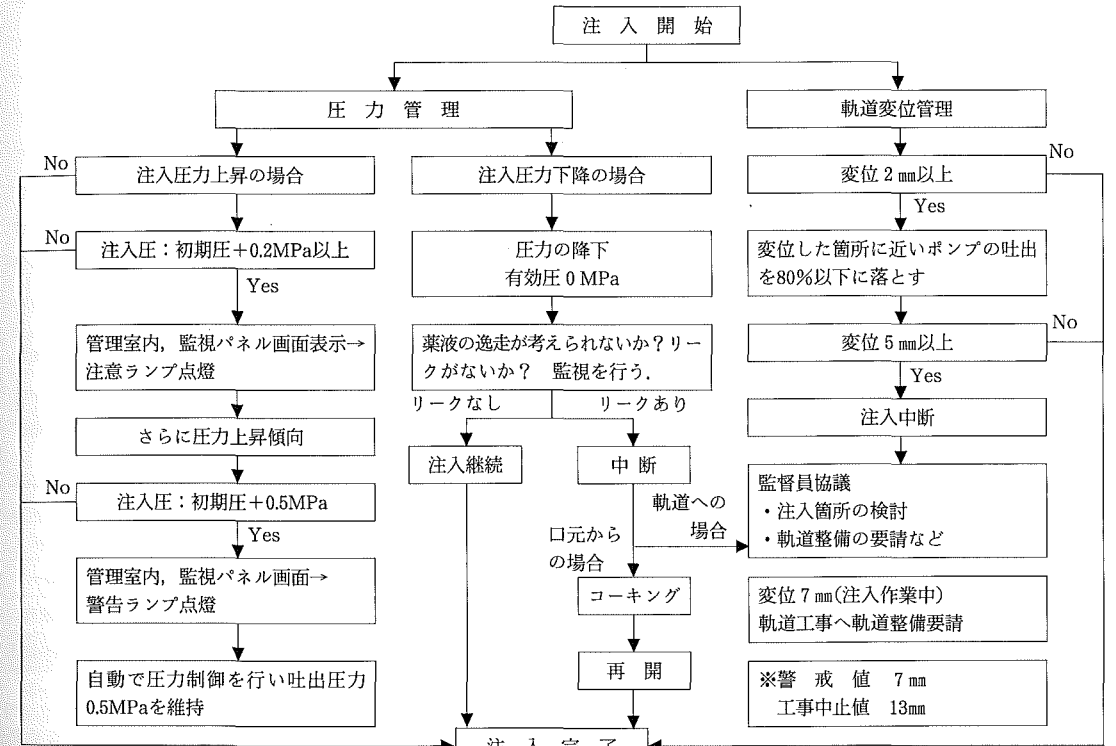 注入開始
圧力管理
軌道変位管理
No
注入圧力上昇の場合
注入圧力下降の場合
変位2mm以上
No
Yes
No
注入圧：初期圧＋0.2MPa以上
圧力の降下
有効圧0MPa
変位した箇所に近いポンプの吐出
を80%以下に落とす
Yes
管理室内，監視パネル画面表示→
注意ランプ点燈
薬液の逸走が考えられないか？リー
クがないか？　監視を行う．
変位5mm以上
No
Yes
リークなし
リークあり
さらに圧力上昇傾向
注入継続
中断
注入中断
No
注入圧：初期圧＋0.5MPa
Yes
軌道への
場合
監督員協議
・注入箇所の検討
・軌道整備の要請など
口元から
の場合
管理室内，監視パネル画面→
警告ランプ点燈
コーキング
変位7mm(注入作業中)
軌道工事へ軌道整備要請
再開
自動で圧力制御を行い吐出圧力
0.5MPaを維持
※警戒値　7mm
工事中止値　13mm
注入完了